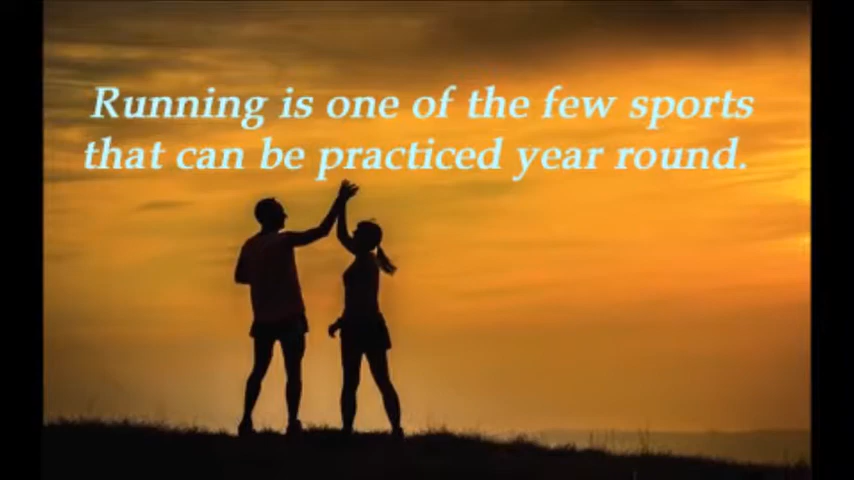 Running is one of the few sports
that can be practiced year round.